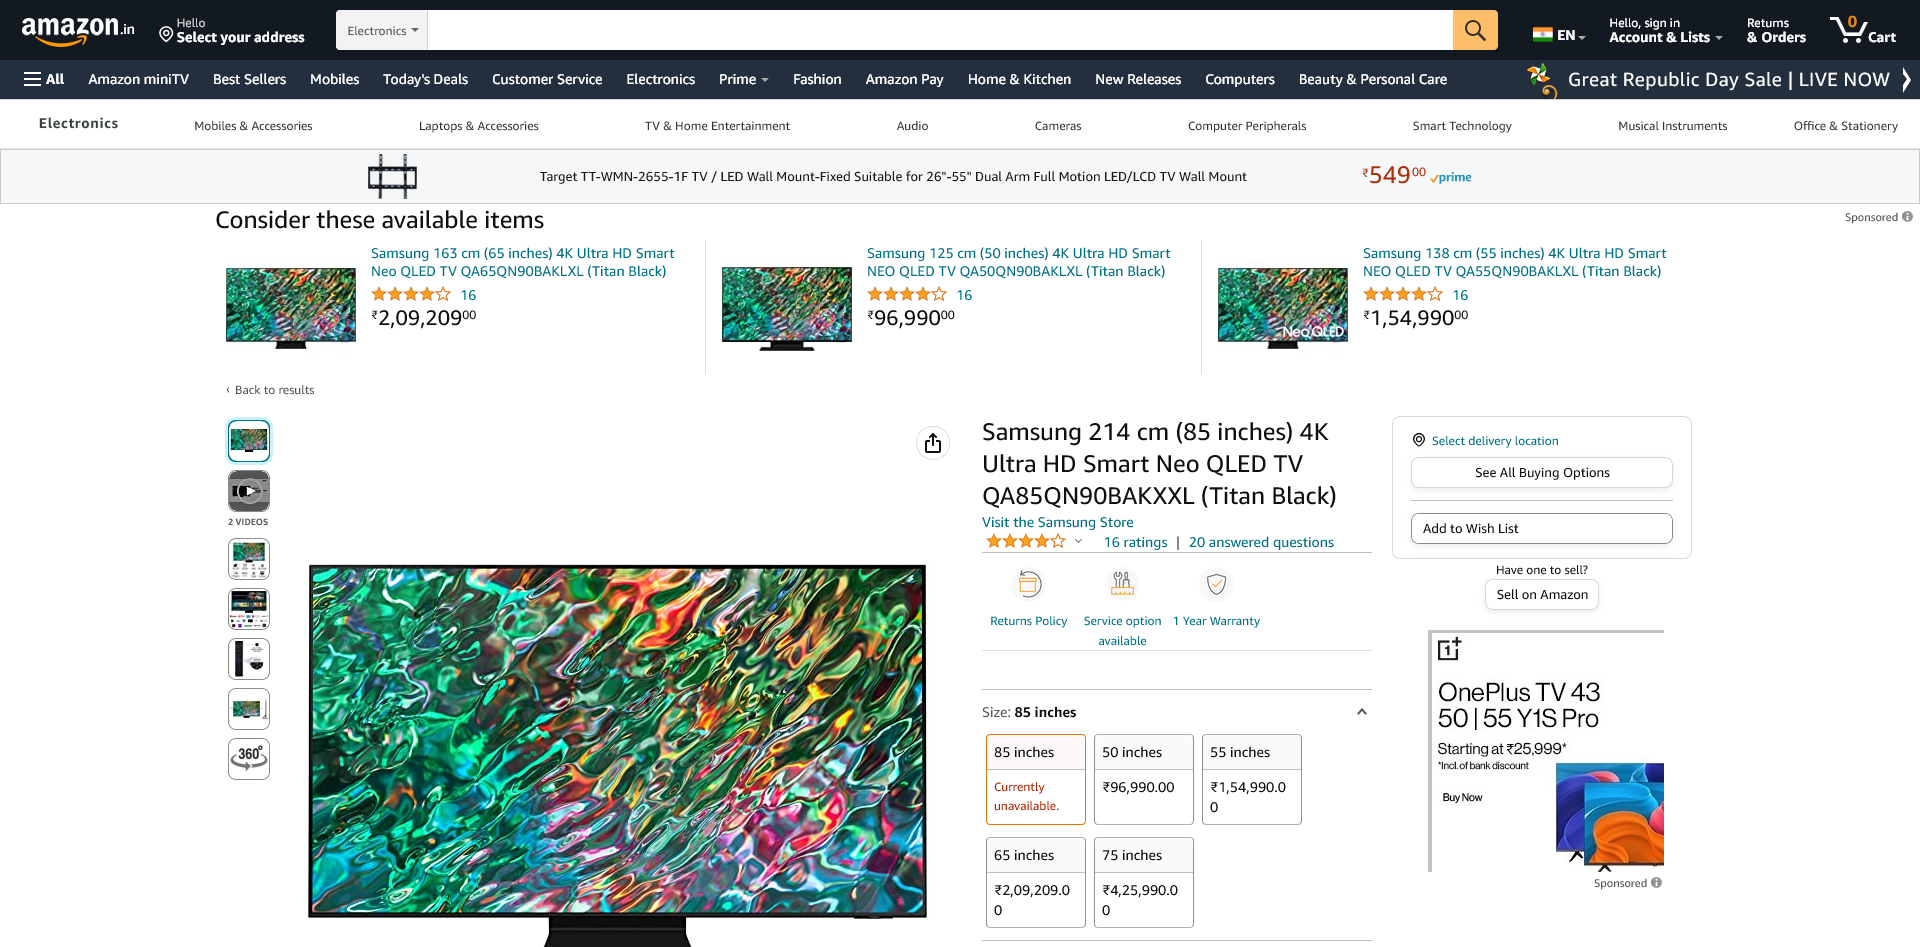 amazon.in
Hello
Select your address
Electronics
EN
Hello, sign in
Account & Lists
Returns
& Orders
0
Cart
All
Amazon miniTV
Best Sellers
Mobiles
Today's Deals
Customer Service
Electronics
Prime
Fashion
Amazon Pay
Home & Kitchen
New Releases
Computers
Beauty & Personal Care
Great Republic Day Sale | LIVE NOW
Electronics
Mobiles & Accessories
Laptops & Accessories
TV & Home Entertainment
Audio
Cameras
Computer Peripherals
Smart Technology
Musical Instruments
Office & Stationery
Target TT-WMN-2655-1F TV / LED Wall Mount-Fixed Suitable for 26"-55" Dual Arm Full Motion LED/LCD TV Wall Mount
₹54900 prime
Consider these available items
Sponsored
Samsung 163 cm (65 inches) 4K Ultra HD Smart
Neo QLED TV QA65QN90BAKLXL (Titan Black)
16
₹2,09,20900
Samsung 125 cm (50 inches) 4K Ultra HD Smart
NEO QLED TV QA50QN90BAKLXL (Titan Black)
16
₹96,99000
Neo QLED
Samsung 138 cm (55 inches) 4K Ultra HD Smart
NEO QLED TV QA55QN90BAKLXL (Titan Black)
16
₹1,54,99000
‹ Back to results
2 VIDEOS
360°
Samsung 214 cm (85 inches) 4K
Ultra HD Smart Neo QLED TV
QA85QN90BAKXXL (Titan Black)
Visit the Samsung Store
16 ratings | 20 answered questions
Returns Policy
Service option
available
1 Year Warranty
Size: 85 inches
85 inches
Currently
unavailable.
50 inches
₹96,990.00
55 inches
₹1,54,990.0
0
65 inches
₹2,09,209.0
0
75 inches
₹4,25,990.0
0
Select delivery location
See All Buying Options
Add to Wish List
Have one to sell?
Sell on Amazon
1+
OnePlus TV 43
50 | 55 Y1S Pro
Starting at ₹25,999*
*Incl. of bank discount
Buy Now
Sponsored